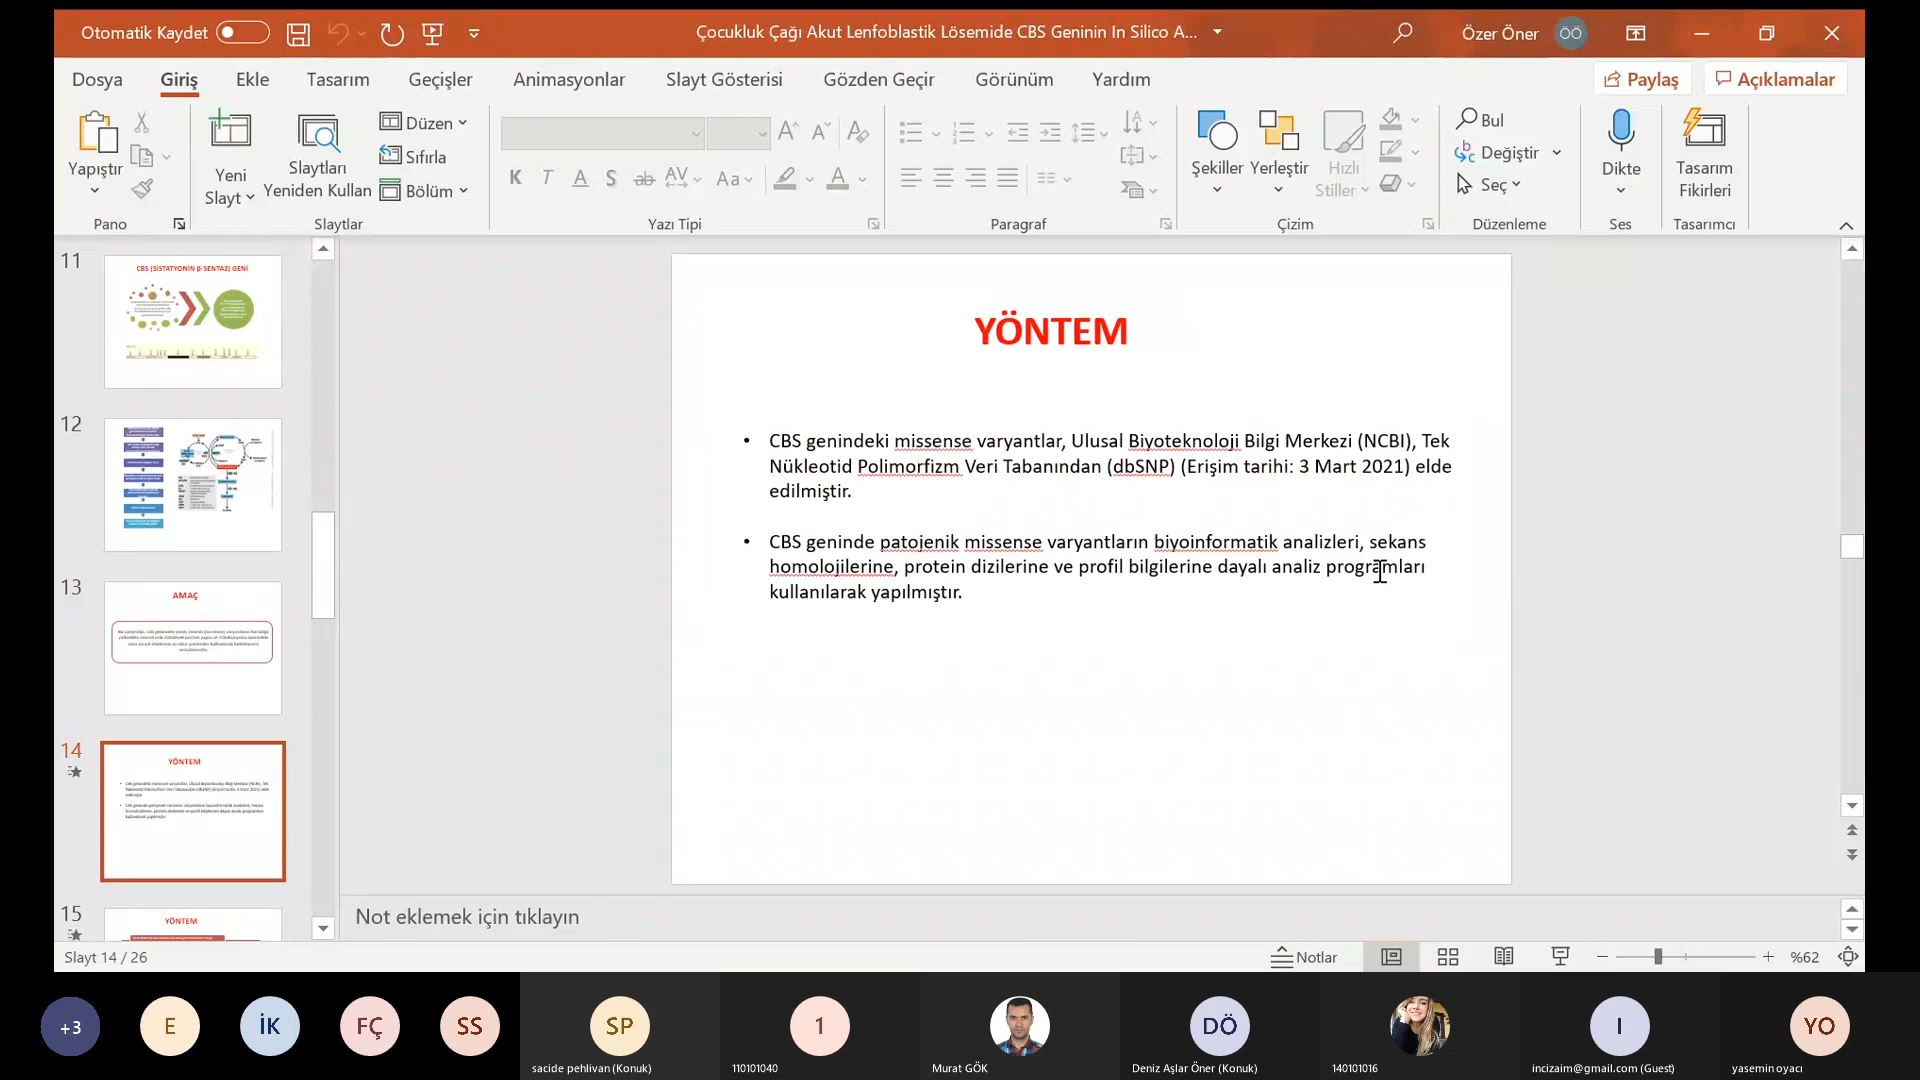 Otomatik Kaydet
Çocukluk Çağı Akut Lenfoblastik Lösemide CBS Geninin In Silico A...
Özer Öner
ÖÖ
Dosya
Giriş
Ekle
Tasarım
Geçişler
Animasyonlar
Slayt Gösterisi
Gözden Geçir
Görünüm
Yardım
Paylaş
Açıklamalar
Yapıştır
Yeni
Slayt
Slaytları
Yeniden Kullan
Düzen
Sıfırla
Bölüm
K T A S ab AV Aa A
Şekiller
Yerleştir
Hızlı
Stiller
Bul
Değiştir
Seç
Dikte
Tasarım
Fikirleri
Pano
Slaytlar
Yazı Tipi
Paragraf
Çizim
Düzenleme
Ses
Tasarımcı
11
CBS (SİSTATYONİN β-SENTAZ) GENİ
12
13
AMAÇ
14
YÖNTEM
15
YÖNTEM
YÖNTEM
• CBS genindeki missense varyantlar, Ulusal Biyoteknoloji Bilgi Merkezi (NCBI), Tek
Nükleotid Polimorfizm Veri Tabanından (dbSNP) (Erişim tarihi: 3 Mart 2021) elde
edilmiştir.
• CBS geninde patojenik missense varyantların biyoinformatik analizleri, sekans
homolojilerine, protein dizilerine ve profil bilgilerine dayalı analiz programları
kullanılarak yapılmıştır.
Not eklemek için tıklayın
Slayt 14 / 26
Notlar
%62
+3
E
İK
FÇ
SS
SP
1
DÖ
I
YO
sacide pehlivan (Konuk)
110101040
Murat GÖK
Deniz Aşlar Öner (Konuk)
140101016
incizaim@gmail.com (Guest)
yasemin oyacı